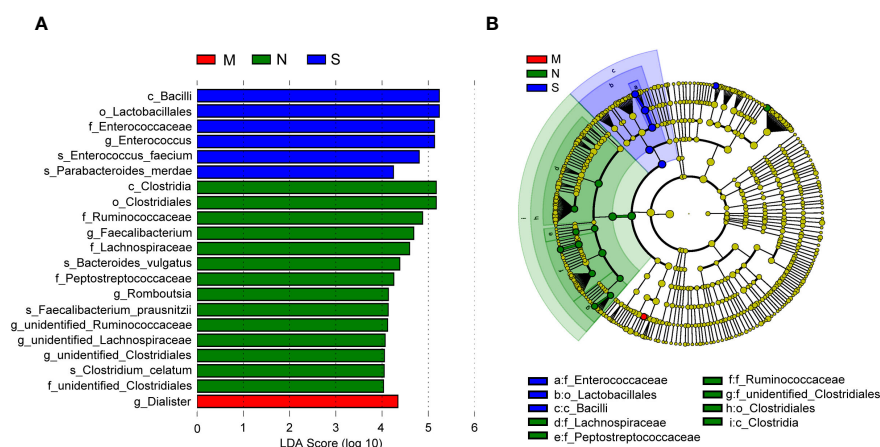 A
M N S
c_Bacilli
o_Lactobacillales
f_Enterococcaceae
g_Enterococcus
s_Enterococcus_faecium
s_Parabacteroides_merdae
c_Clostridia
o_Clostridiales
f_Ruminococcaceae
g_Faecalibacterium
f_Lachnospiraceae
s_Bacteroides_vulgatus
f_Peptostreptococcaceae
g_Romboutsia
s_Faecalibacterium_prausnitzii
g_unidentified_Ruminococcaceae
g_unidentified_Lachnospiraceae
g_unidentified_Clostridiales
s_Clostridium_celatum
f_unidentified_Clostridiales
g_Dialister
0 1 2 3 4 5 6
LDA Score (log 10)
B
M
N
S
c
b
a
d
i
h
e
f
g
a:f_Enterococcaceae
b:o_Lactobacillales
c:c_Bacilli
d:f_Lachnospiraceae
e:f_Peptostreptococcaceae
f:f_Ruminococcaceae
g:f_unidentified_Clostridiales
h:o_Clostridiales
i:c_Clostridia